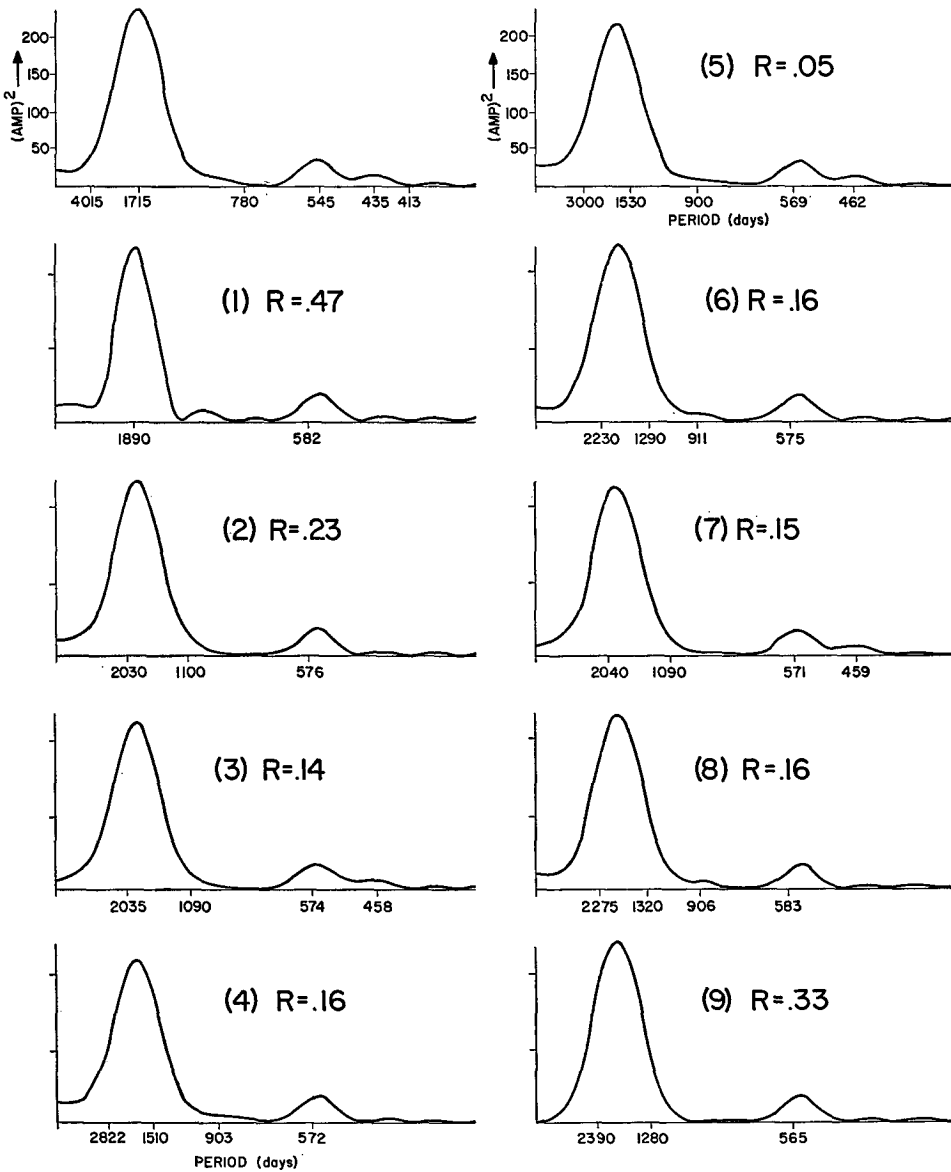 (AMP)² →
200
150
100
50
4015 1715 780 545 435 413
(1) R=.47
1890 582
(2) R=.23
2030 1100 576
(3) R=.14
2035 1090 574 458
(4) R=.16
2822 1510 903 572
PERIOD (days)
(AMP)² →
200
150
100
50
(5) R=.05
3000 1530 900 569 462
PERIOD (days)
(6) R=.16
2230 1290 911 575
(7) R=.15
2040 1090 571 459
(8) R=.16
2275 1320 906 583
(9) R=.33
2390 1280 565